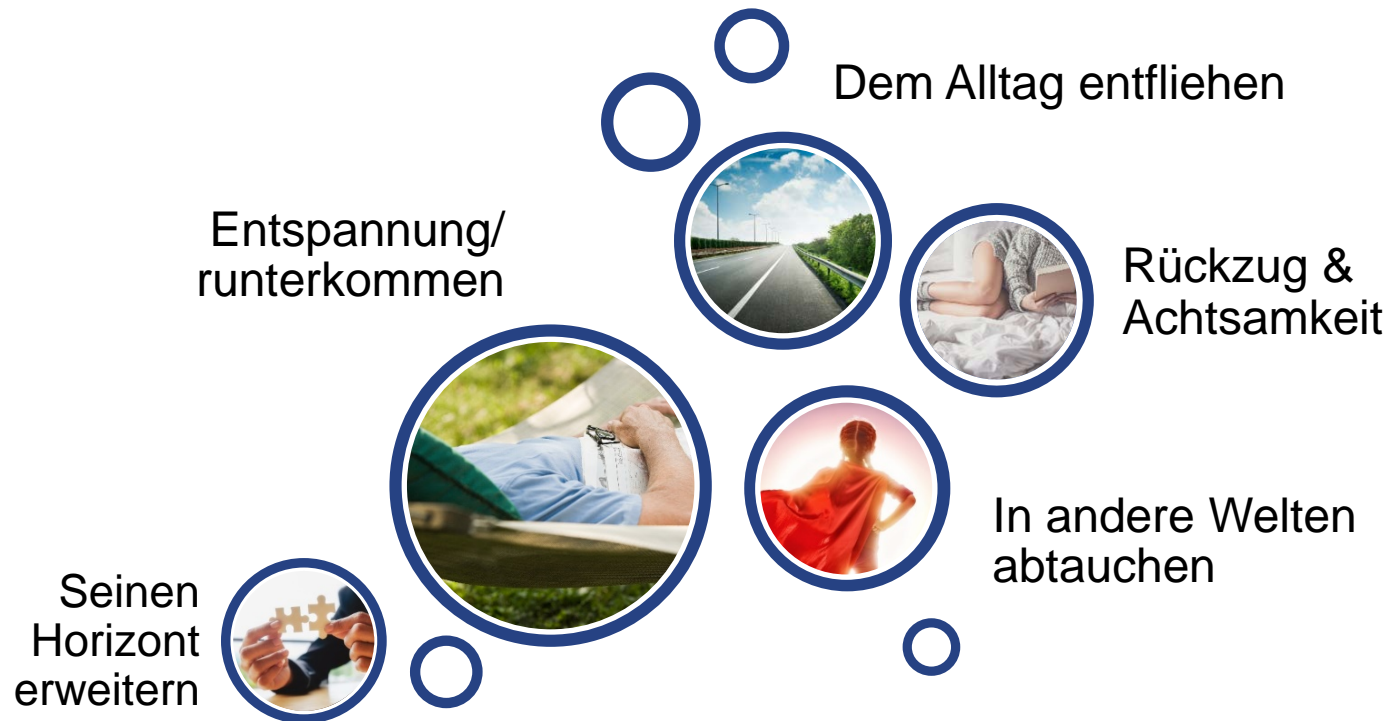 Dem Alltag entfliehen
Entspannung/
runterkommen
Rückzug &
Achtsamkeit
In andere Welten
abtauchen
Seinen
Horizont
erweitern